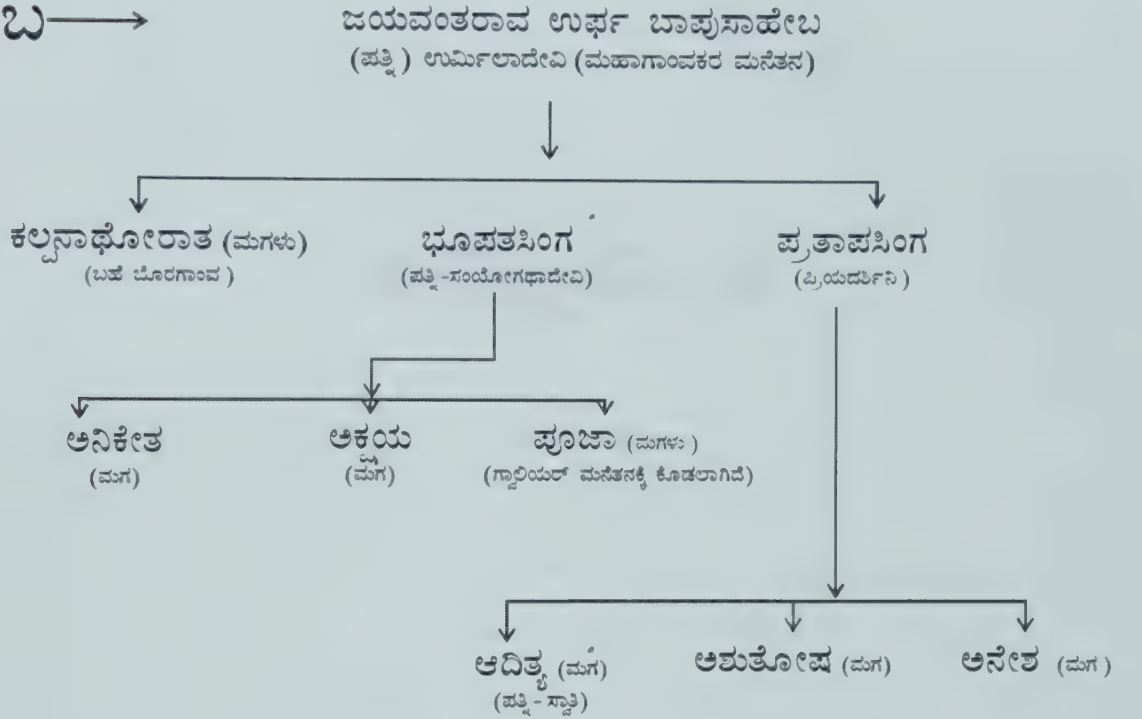 ಬ ಜಯವಂತರಾವ ಉರ್ಫ ಬಾಪುಸಾಹೇಬ
(ಪತ್ನಿ) ಉರ್ಮಿಲಾದೇವಿ (ಮಹಾಗಾಂವಕರ ಮನೆತನ)
ಕಲ್ಪನಾಥೋರಾತ (ಮಗಳು) ಭೂಪತಸಿಂಗ ಪ್ರತಾಪಸಿಂಗ
(ಬಹೆ ಬೊರಗಾಂವ) (ಪತ್ನಿ-ಸಂಯೋಗಥಾದೇವಿ) (ಪ್ರಿಯದರ್ಶಿನಿ)
ಅನಿಕೇತ ಅಕ್ಷಯ ಪೂಜಾ (ಮಗಳು)
(ಮಗ) (ಮಗ) (ಗ್ವಾಲಿಯರ್ ಮನೆತನಕ್ಕೆ ಕೊಡಲಾಗಿದೆ)
ಆದಿತ್ಯ (ಮಗ) ಅಶುತೋಷ (ಮಗ) ಅನೇಶ (ಮಗ)
(ಪತ್ನಿ-ಸ್ವಾತಿ)